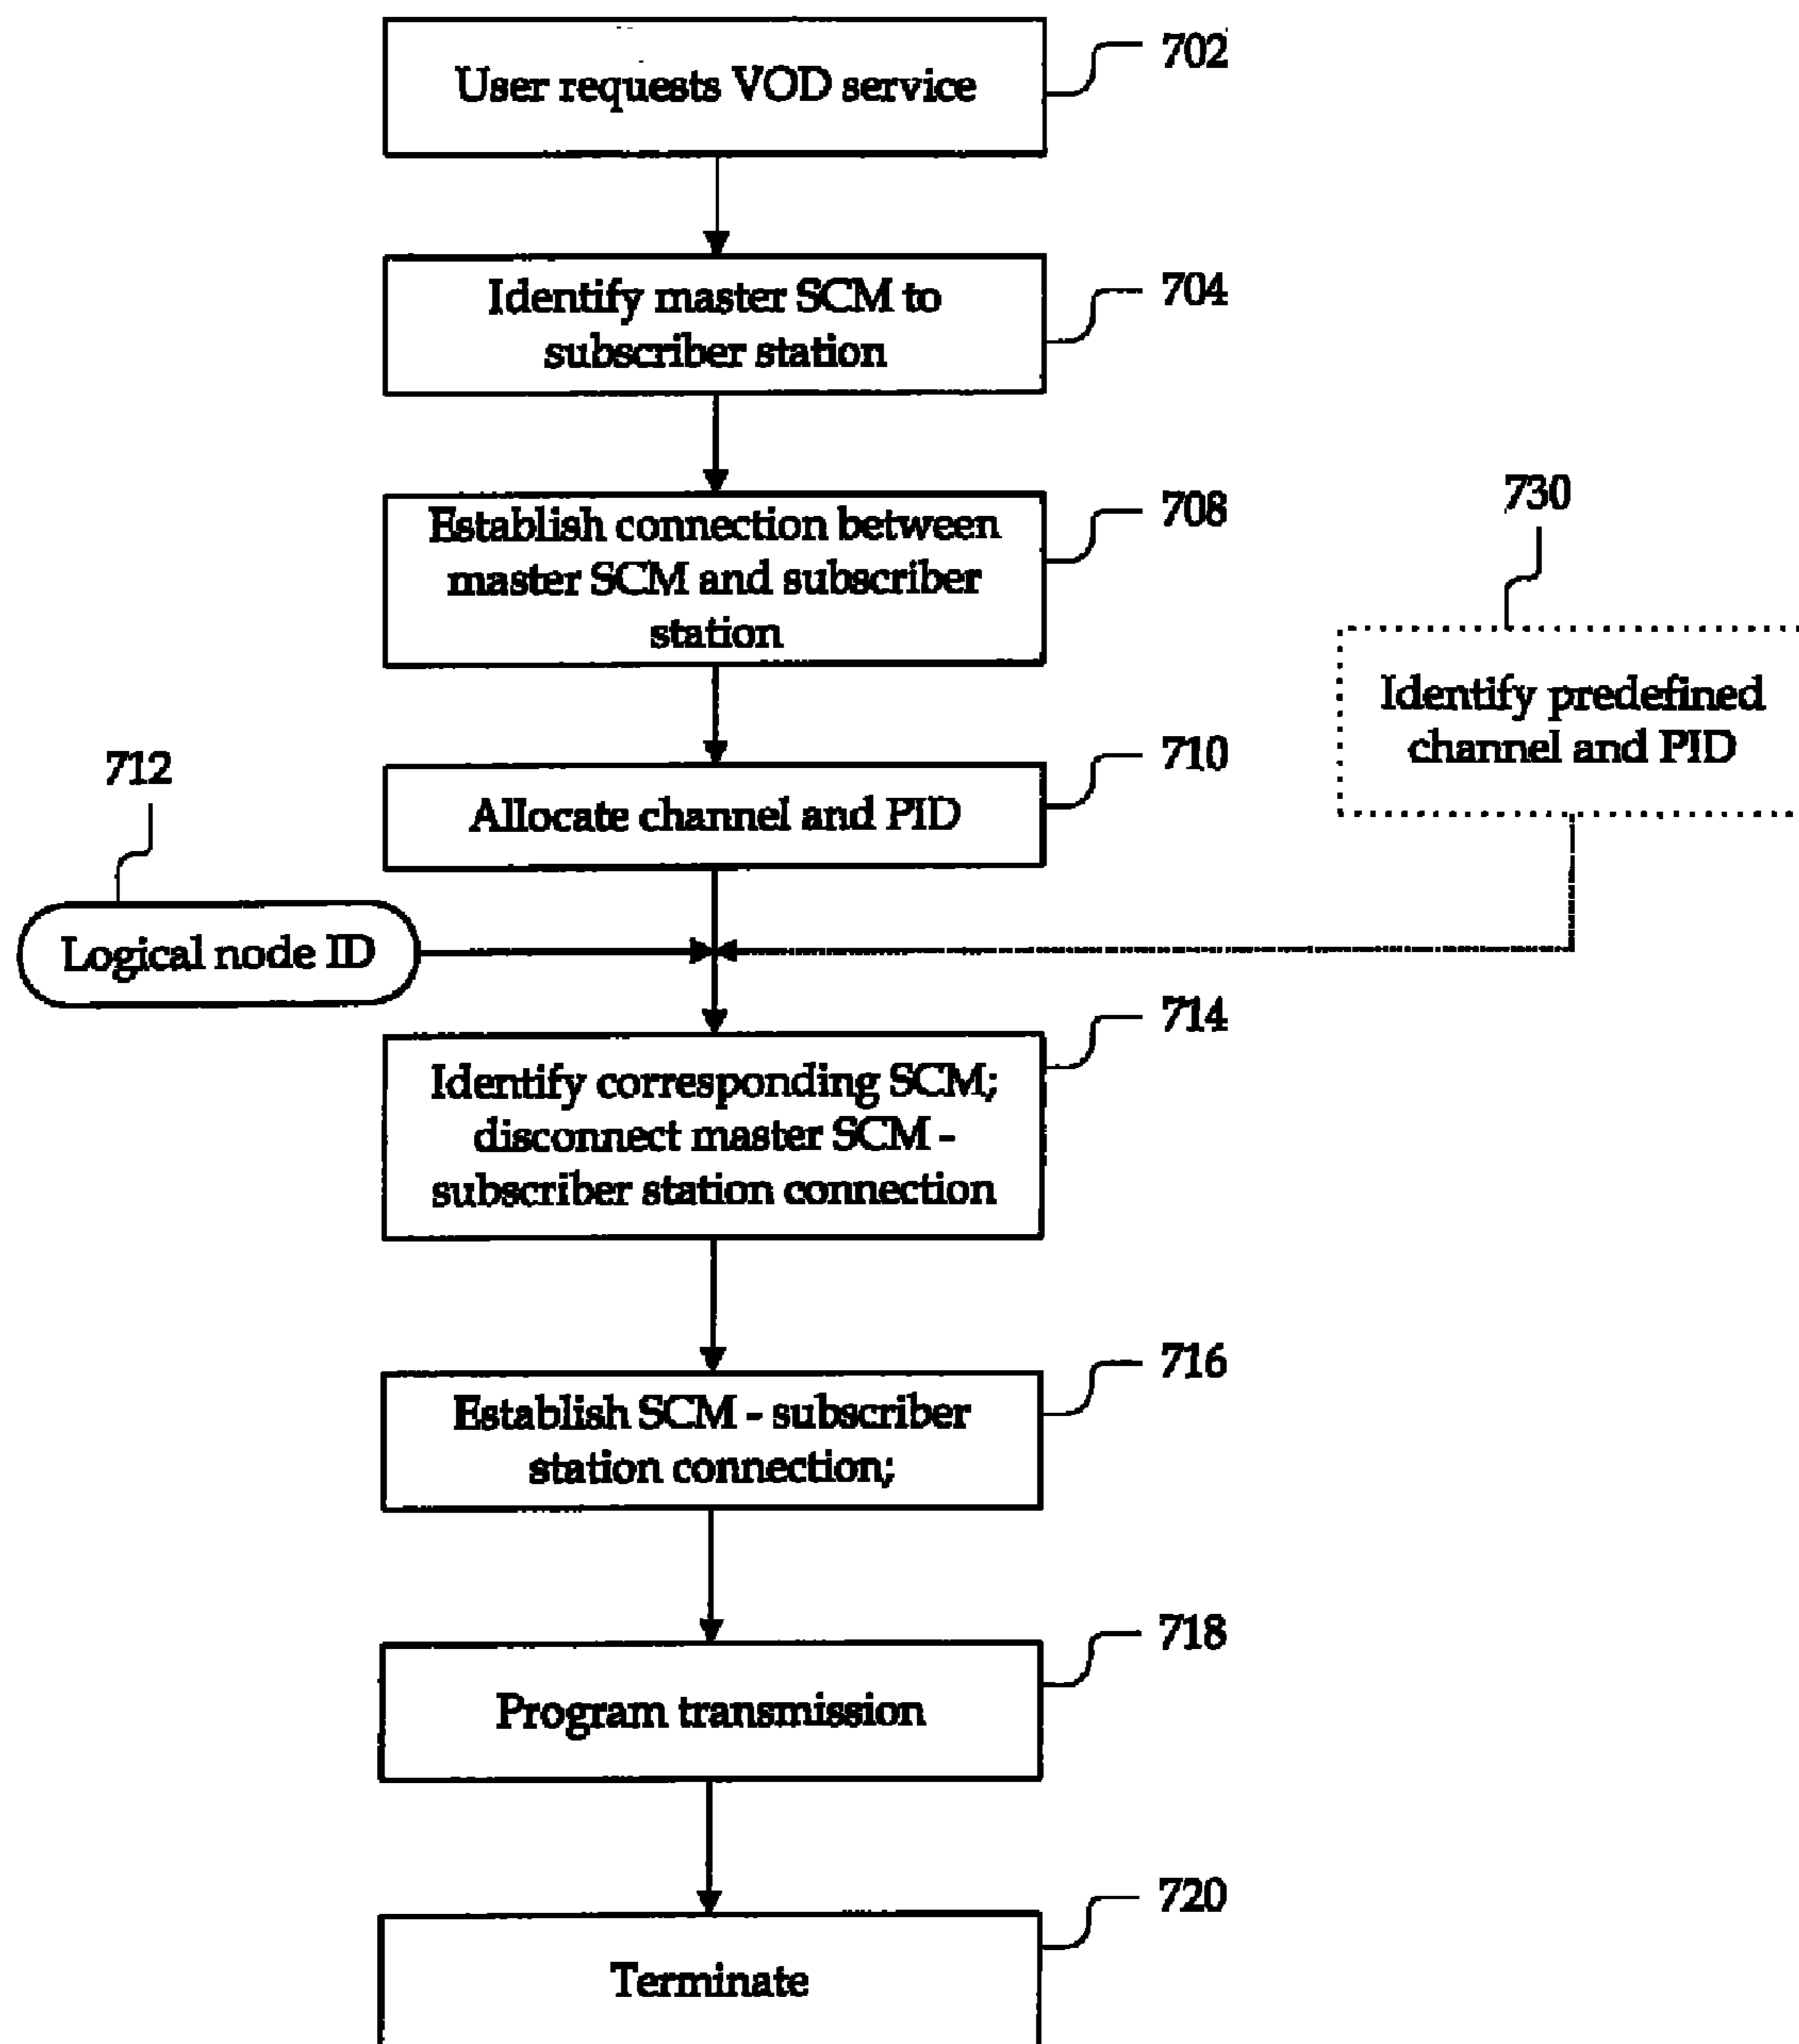 User requests VOD service
702
Identify master SCM to
subscriber station
704
Establish connection between
master SCM and subscriber
station
708
730
Identify predefined
channel and PID
Allocate channel and PID
710
712
Logical node ID
Identify corresponding SCM;
disconnect master SCM -
subscriber station connection
714
Establish SCM - subscriber
station connection;
716
Program transmission
718
Terminate
720